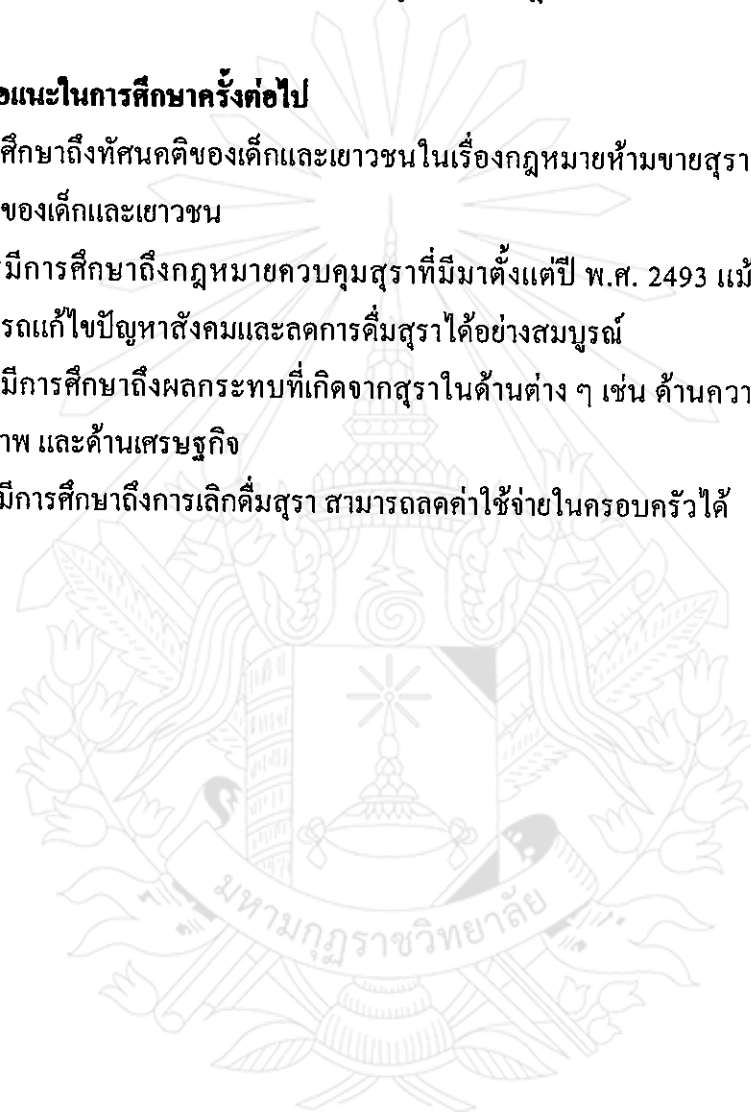 อแนะในการศึกษาครั้งต่อไป
ศึกษาถึงทัศนคติของเด็กและเยาวชนในเรื่องกฎหมายห้ามขายสุรา
ของเด็กและเยาวชน
มีการศึกษาถึงกฎหมายควบคุมสุราที่มีมาตั้งแต่ปี พ.ศ. 2493 แม้
รถแก้ไขปัญหาสังคมและลดการดื่มสุราได้อย่างสมบูรณ์
มีการศึกษาถึงผลกระทบที่เกิดจากสุราในด้านต่าง ๆ เช่น ด้านควา
าพ และด้านเศรษฐกิจ
มีการศึกษาถึงการเลิกดื่มสุรา สามารถลดค่าใช้จ่ายในครอบครัวได้
มหามกุฏราชวิทยาลัย